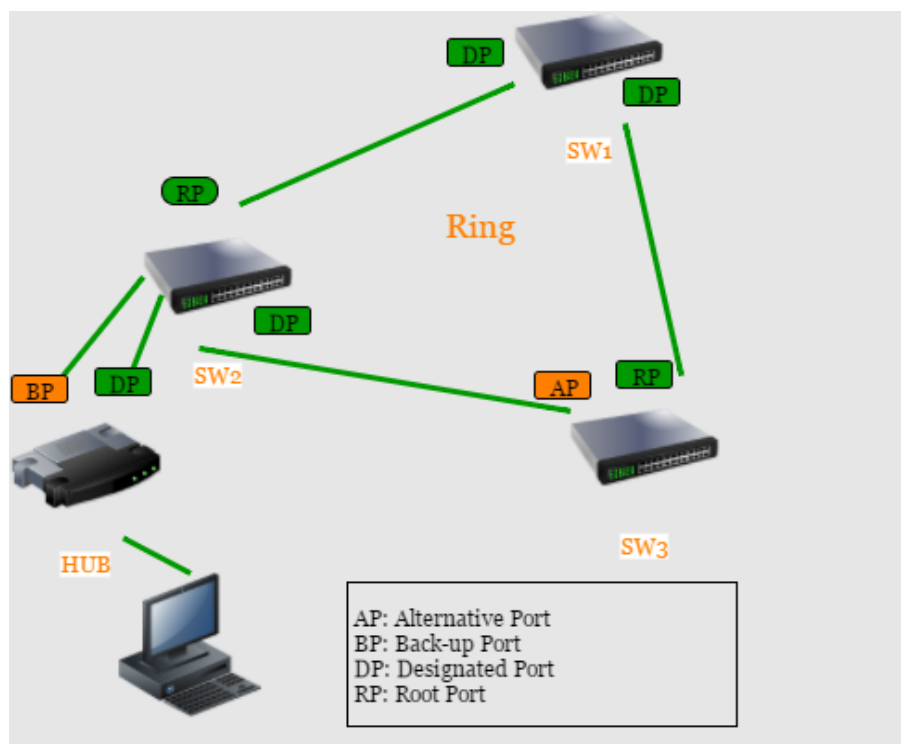 DP
DP
SW1
RP
Ring
DP
SW2
BP
DP
AP
RP
HUB
SW3
AP: Alternative Port
BP: Back-up Port
DP: Designated Port
RP: Root Port